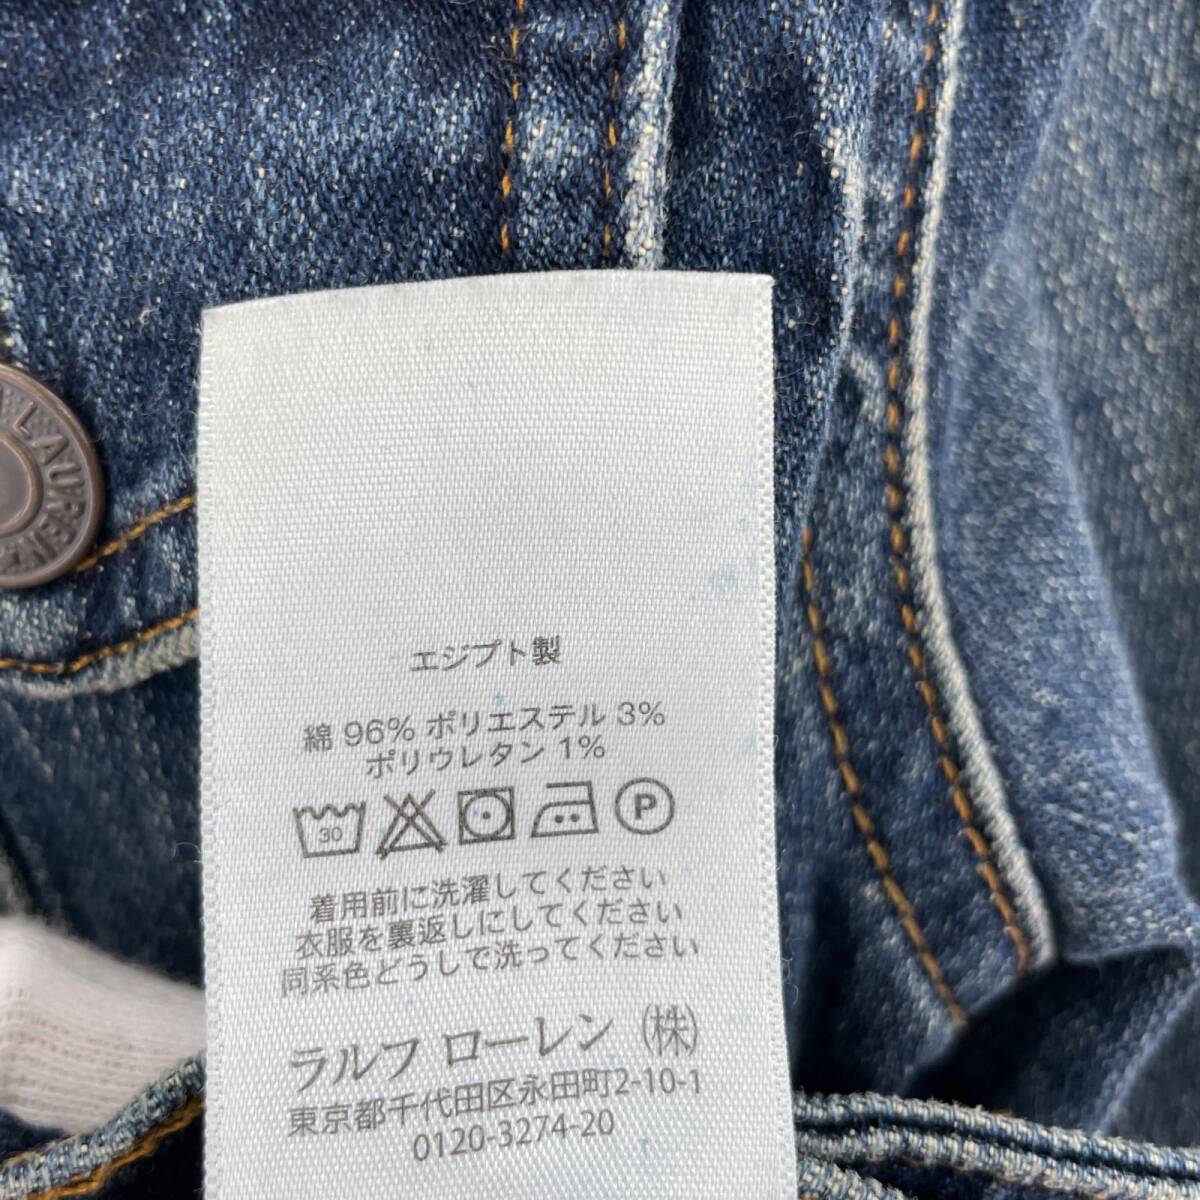 LAUREN
エジプト製
綿 96% ポリエステル 3%
ポリウレタン 1%
30
P
着用前に洗濯してください
衣服を裏返しにしてください
同系色どうしで洗ってください
ラルフ ローレン (株)
東京都千代田区永田町2-10-1
0120-3274-20